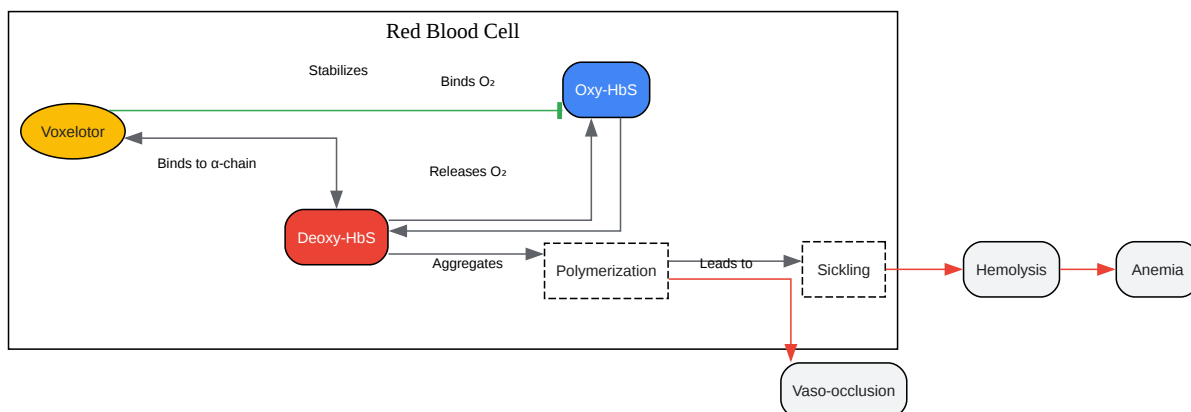 Red Blood Cell
Stabilizes
Binds O₂
Oxy-HbS
Voxelotor
Binds to α-chain
Releases O₂
Deoxy-HbS
Aggregates
Polymerization
Leads to
Sickling
Hemolysis
Anemia
Vaso-occlusion